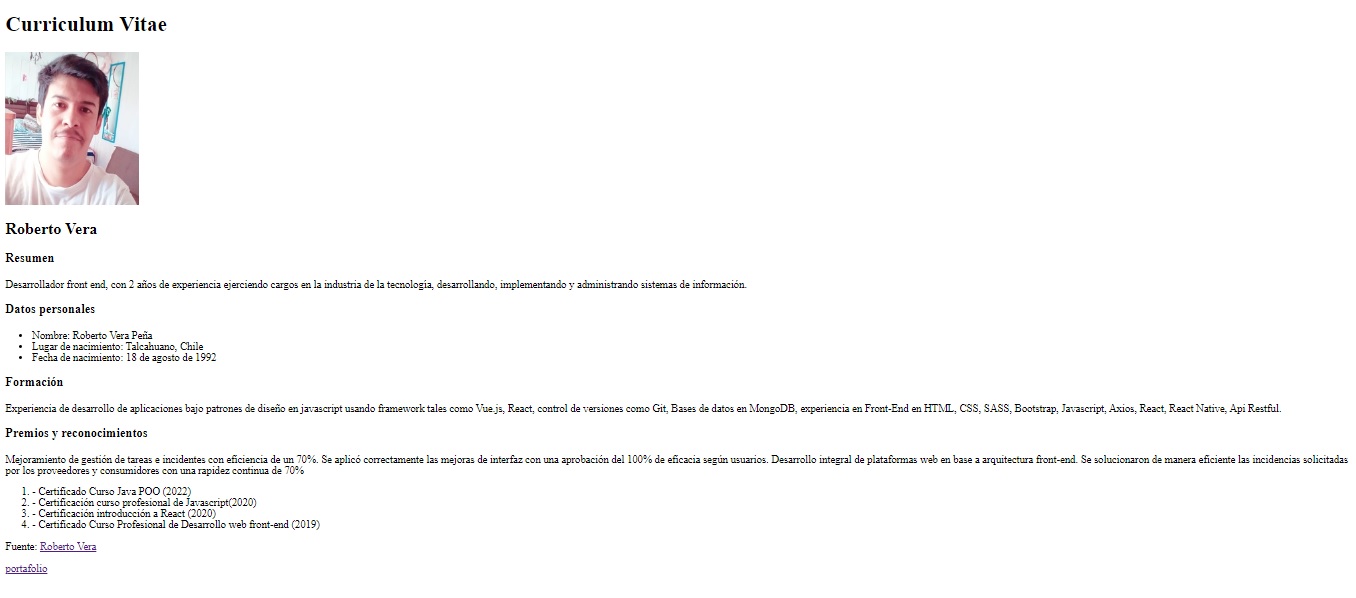 Curriculum Vitae
Roberto Vera
Resumen
Desarrollador front end, con 2 años de experiencia ejerciendo cargos en la industria de la tecnología, desarrollando, implementando y administrando sistemas de información.
Datos personales
• Nombre: Roberto Vera Peña
• Lugar de nacimiento: Talcahuano, Chile
• Fecha de nacimiento: 18 de agosto de 1992
Formación
Experiencia de desarrollo de aplicaciones bajo patrones de diseño en javascript usando framework tales como Vue.js, React, control de versiones como Git, Bases de datos en MongoDB, experiencia en Front-End en HTML, CSS, SASS, Bootstrap, Javascript, Axios, React, React Native, Api Restful.
Premios y reconocimientos
Mejoramiento de gestión de tareas e incidentes con eficiencia de un 70%. Se aplicó correctamente las mejoras de interfaz con una aprobación del 100% de eficacia según usuarios. Desarrollo integral de plataformas web en base a arquitectura front-end. Se solucionaron de manera eficiente las incidencias solicitadas
por los proveedores y consumidores con una rapidez continua de 70%
1. - Certificado Curso Java POO (2022)
2. - Certificación curso profesional de Javascript(2020)
3. - Certificación introducción a React (2020)
4. - Certificado Curso Profesional de Desarrollo web front-end (2019)
Fuente: Roberto Vera
portafolio